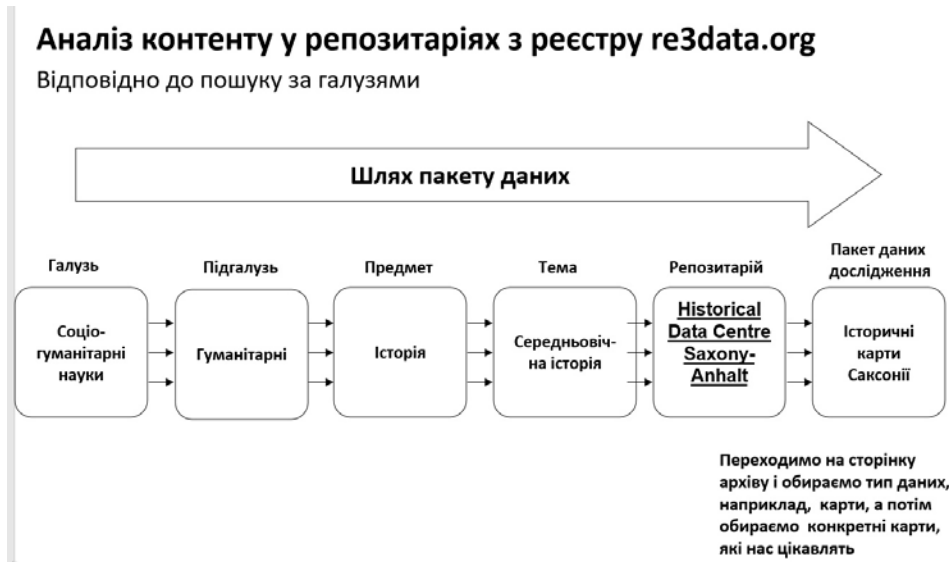 Аналіз контенту у репозитаріях з реєстру re3data.org
Відповідно до пошуку за галузями
Шлях пакету даних
Галузь
Підгалузь
Предмет
Тема
Репозитарій
Пакет даних
дослідження
Соціо-
гуманітарні
науки
Гуманітарні
Історія
Середньовіч-
на історія
Historical
Data Centre
Saxony-
Anhalt
Історичні
карти
Саксонії
Переходимо на сторінку
архіву і обираємо тип даних,
наприклад, карти, а потім
обираємо конкретні карти,
які нас цікавлять